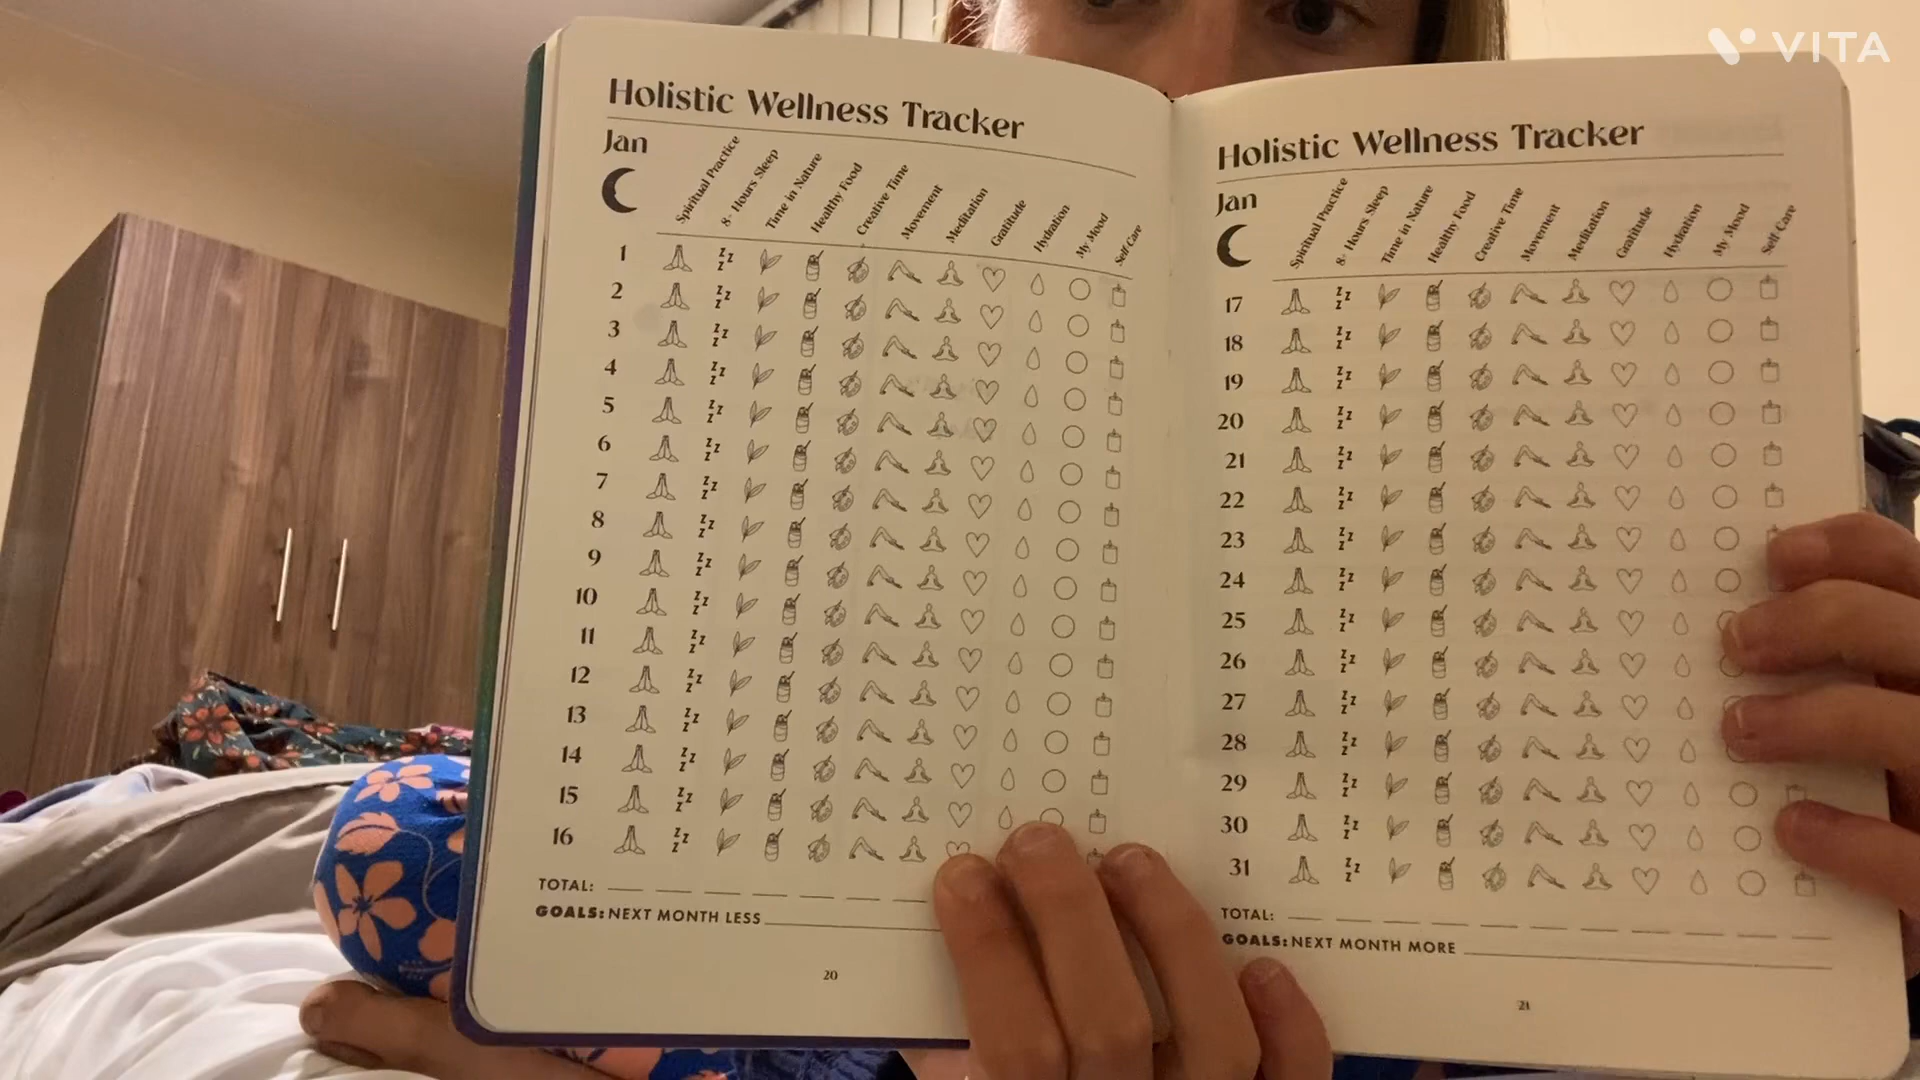 VITA
Holistic Wellness Tracker
Jan
Spiritual Practice
8+ Hours Sleep
Time in Nature
Healthy Food
Creative Time
Movement
Meditation
Gratitude
Hydration
My Mood
Self Care
1
2
3
4
5
6
7
8
9
10
11
12
13
14
15
16
TOTAL:
GOALS: NEXT MONTH LESS
20
Holistic Wellness Tracker
Jan
Spiritual Practice
8+ Hours Sleep
Time in Nature
Healthy Food
Creative Time
Movement
Meditation
Gratitude
Hydration
My Mood
Self Care
17
18
19
20
21
22
23
24
25
26
27
28
29
30
31
TOTAL:
GOALS: NEXT MONTH MORE
21